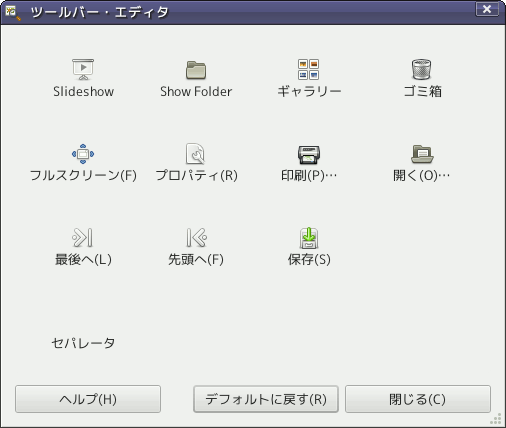 ツールバー・エディタ
Slideshow
Show Folder
ギャラリー
ゴミ箱
フルスクリーン(F)
プロパティ(R)
印刷(P)…
開く(O)…
最後へ(L)
先頭へ(F)
保存(S)
セパレータ
ヘルプ(H)
デフォルトに戻す(R)
閉じる(C)